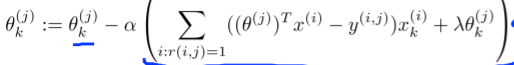 θ_k^{(j)} := θ_k^{(j)} − α ( ∑_{i:r(i,j)=1} ((θ^{(j)})^T x^{(i)} − y^{(i,j)}) x_k^{(i)} + λθ_k^{(j)} )